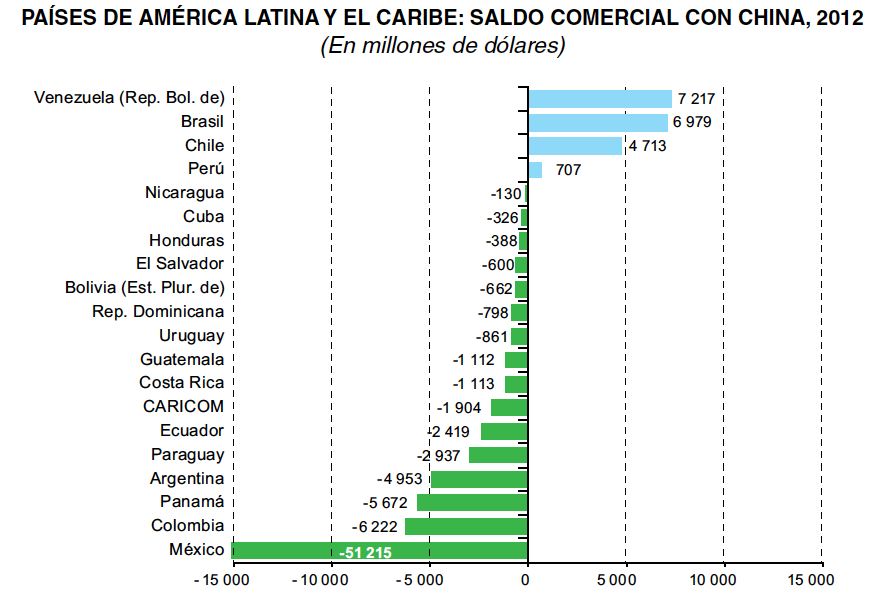 PAÍSES DE AMÉRICA LATINA Y EL CARIBE: SALDO COMERCIAL CON CHINA, 2012
(En millones de dólares)
Venezuela (Rep. Bol. de) 7 217
Brasil 6 979
Chile 4 713
Perú 707
Nicaragua -130
Cuba -326
Honduras -388
El Salvador -600
Bolivia (Est. Plur. de) -662
Rep. Dominicana -798
Uruguay -861
Guatemala -1 112
Costa Rica -1 113
CARICOM -1 904
Ecuador -2 419
Paraguay -2 937
Argentina -4 953
Panamá -5 672
Colombia -6 222
México -51 215
-15 000 -10 000 -5 000 0 5 000 10 000 15 000